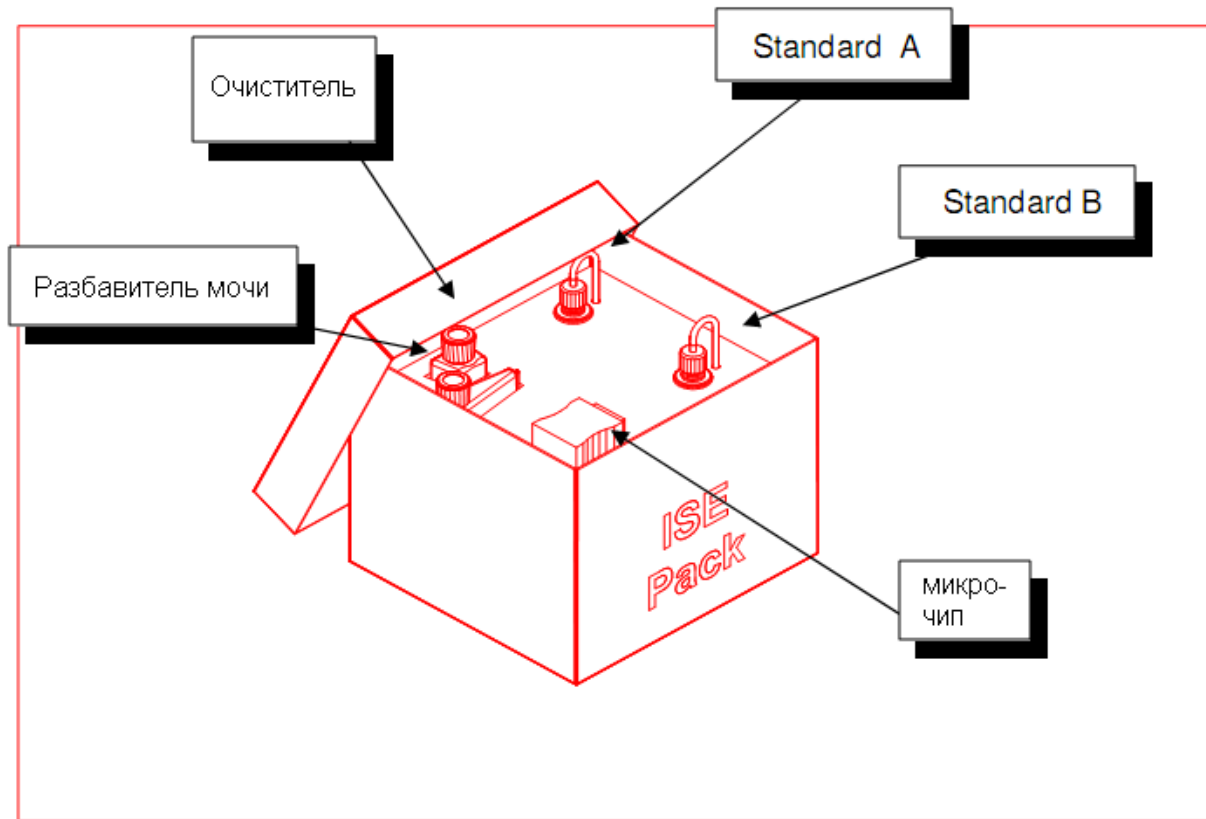 Standard A
Очиститель
Standard B
Разбавитель мочи
ISE
Pack
микро-
чип